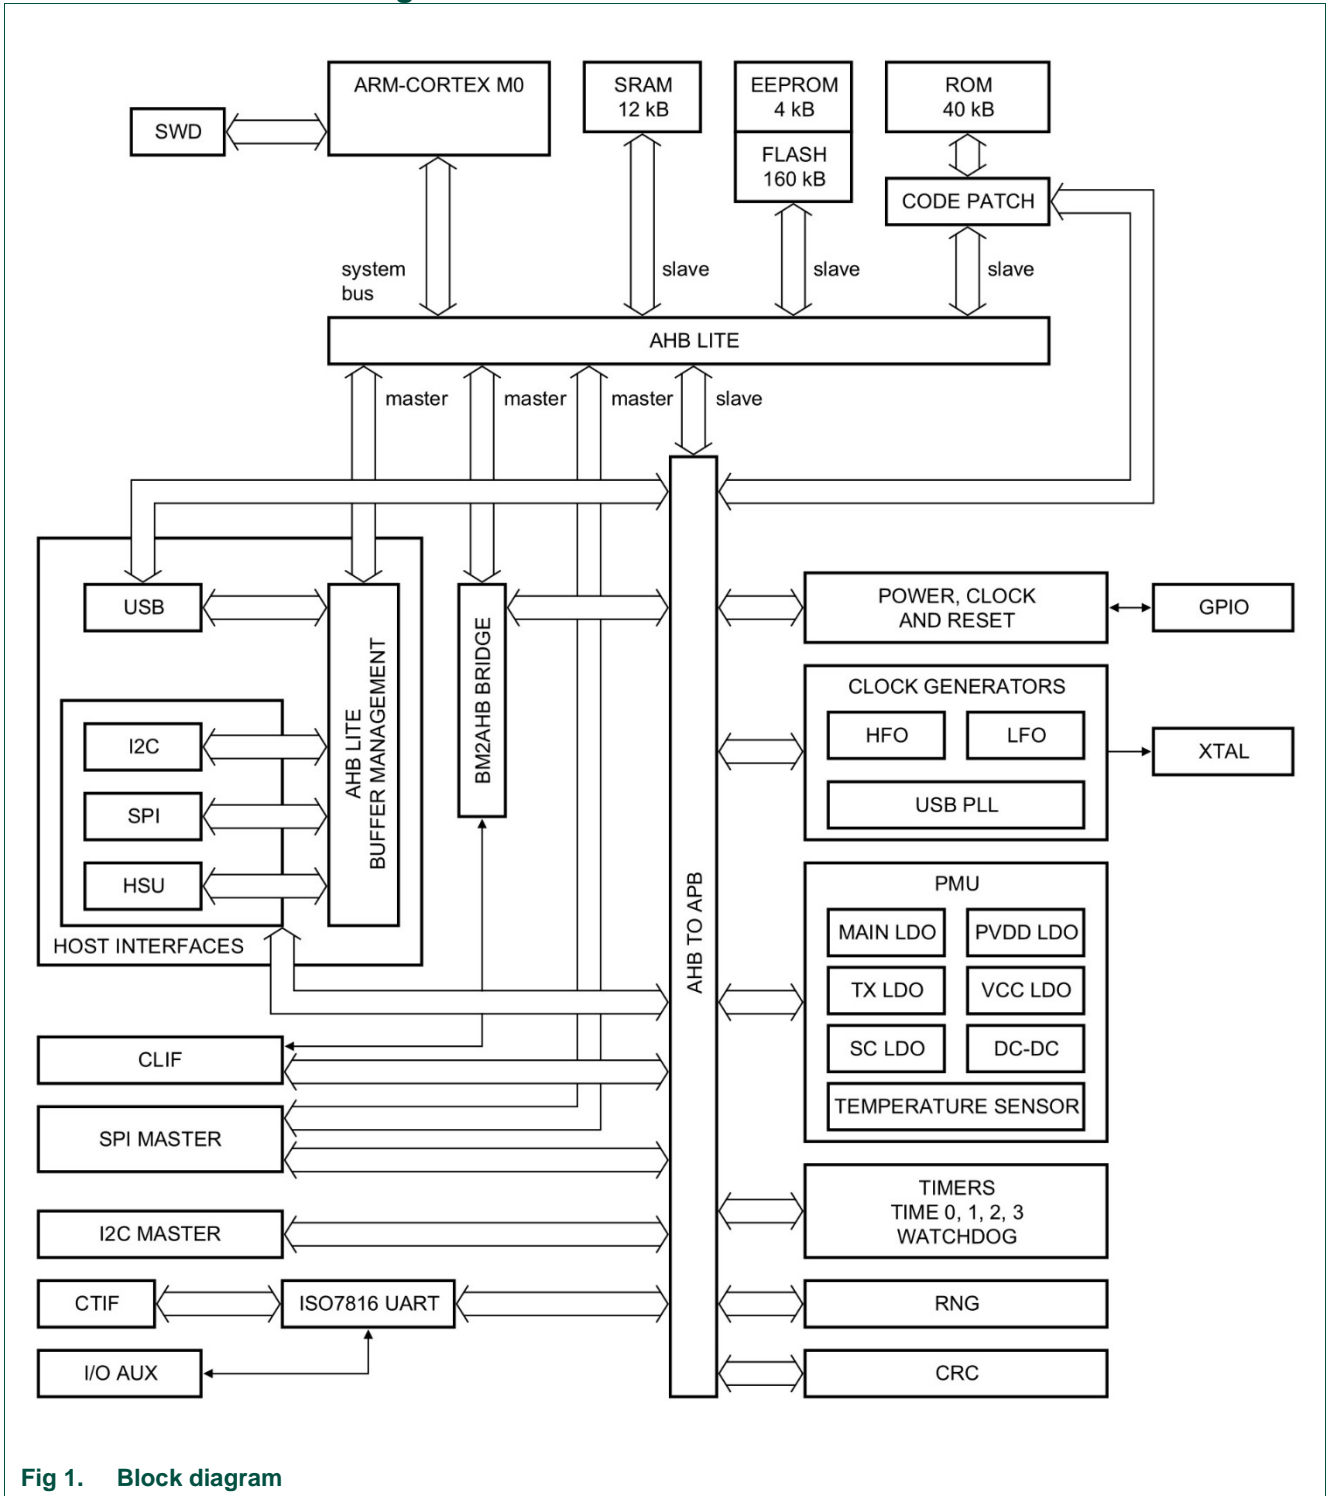 ARM-CORTEX M0
SRAM
12 kB
EEPROM
4 kB
ROM
40 kB
SWD
FLASH
160 kB
CODE PATCH
system
bus
slave
slave
slave
AHB LITE
master
master
master
slave
USB
AHB LITE
BUFFER MANAGEMENT
BM2AHB BRIDGE
POWER, CLOCK
AND RESET
GPIO
CLOCK GENERATORS
HFO
LFO
USB PLL
XTAL
I2C
SPI
HSU
HOST INTERFACES
AHB TO APB
PMU
MAIN LDO
PVDD LDO
TX LDO
VCC LDO
SC LDO
DC-DC
TEMPERATURE SENSOR
CLIF
SPI MASTER
I2C MASTER
TIMERS
TIME 0, 1, 2, 3
WATCHDOG
CTIF
ISO7816 UART
RNG
I/O AUX
CRC
Fig 1. Block diagram